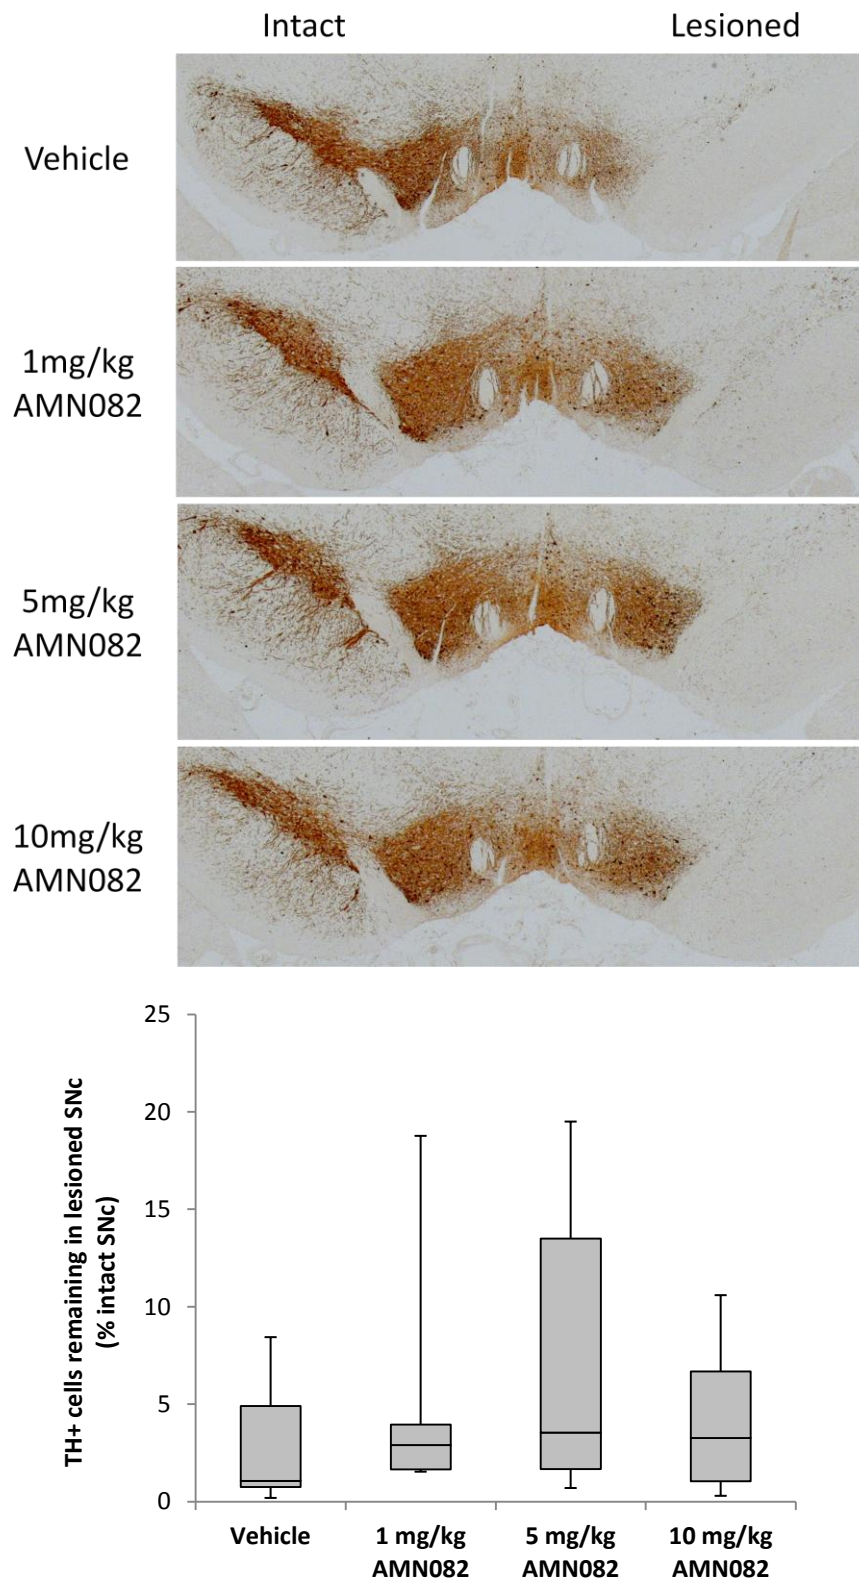 Intact Lesioned
Vehicle
1mg/kg
AMN082
5mg/kg
AMN082
10mg/kg
AMN082
TH+ cells remaining in lesioned SNc
(% intact SNc)
25
20
15
10
5
0
Vehicle 1 mg/kg 5 mg/kg 10 mg/kg
AMN082 AMN082 AMN082